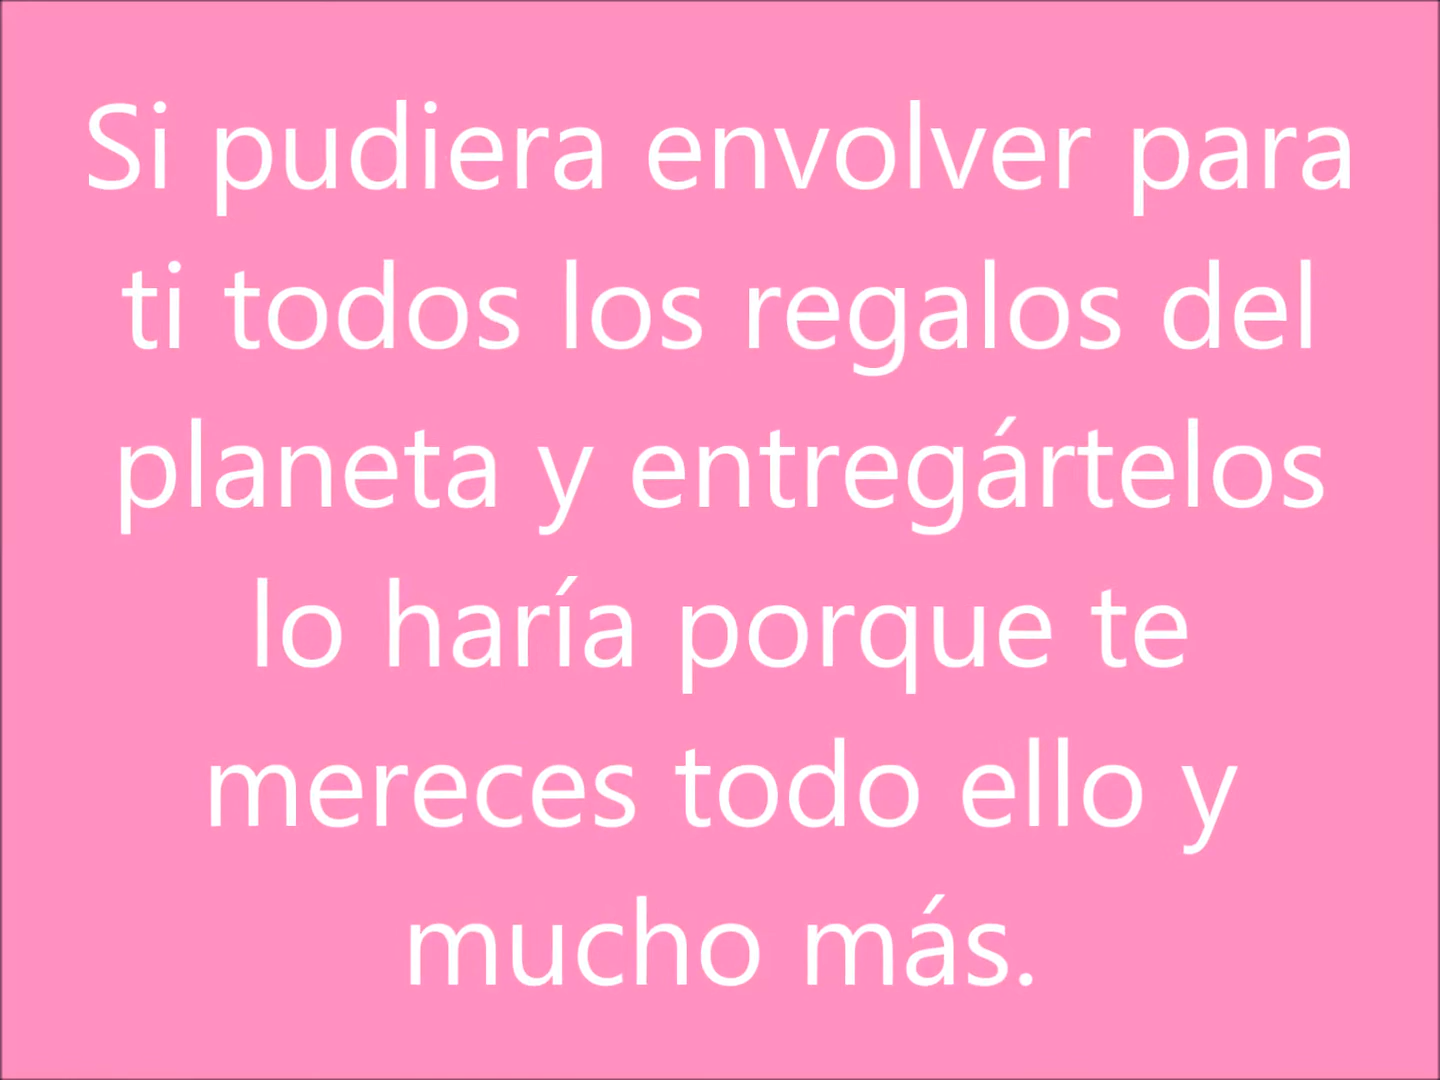 Si pudiera envolver para
ti todos los regalos del
planeta y entregártelos
lo haría porque te
mereces todo ello y
mucho más.